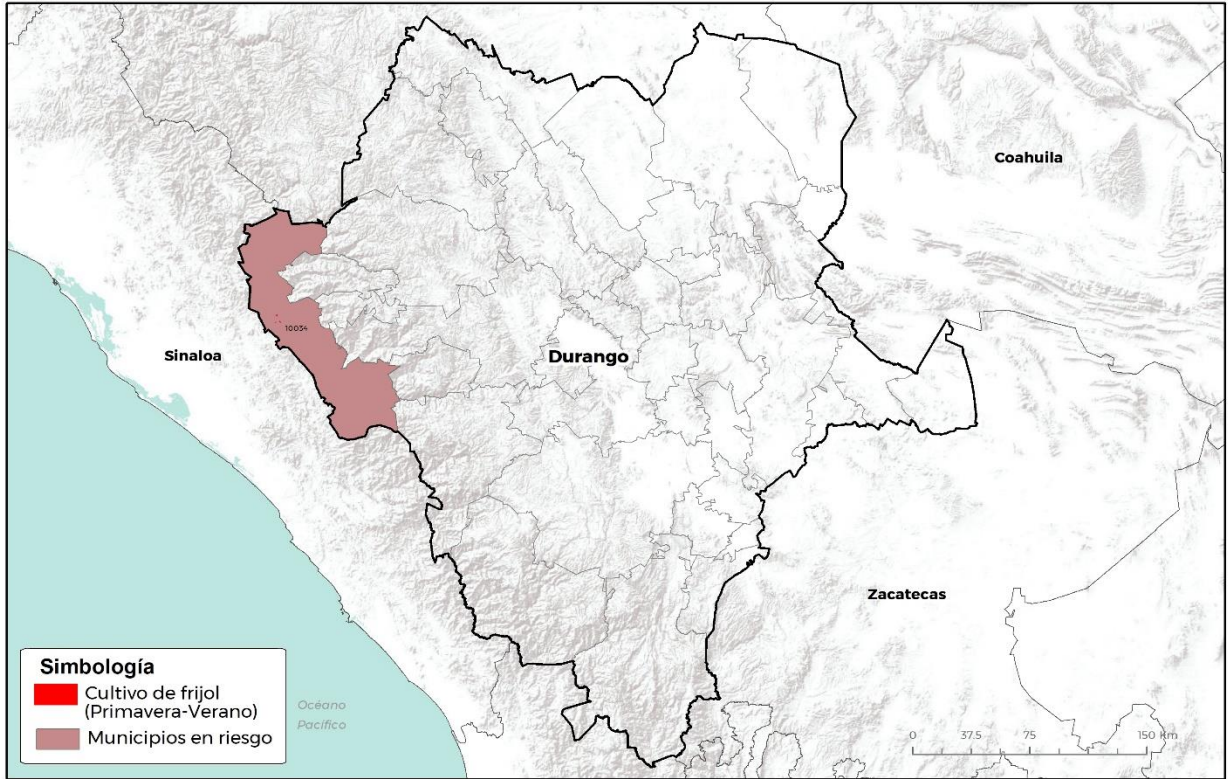 Coahuila
10034
Sinaloa
Durango
Zacatecas
Simbología
Cultivo de frijol
(Primavera-Verano)
Municipios en riesgo
Océano
Pacífico
0 37.5 75 150 Km